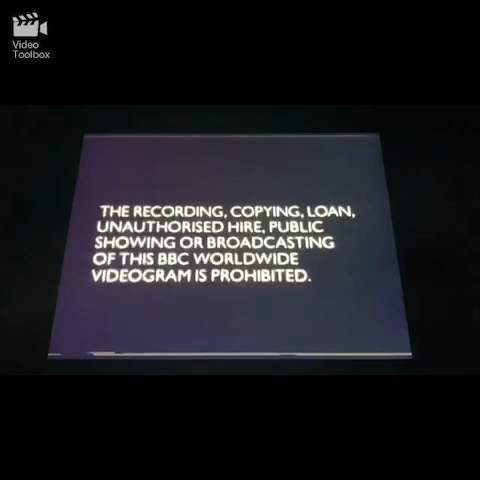 Video
Toolbox
THE RECORDING, COPYING, LOAN,
UNAUTHORISED HIRE, PUBLIC
SHOWING OR BROADCASTING
OF THIS BBC WORLDWIDE
VIDEOGRAM IS PROHIBITED.